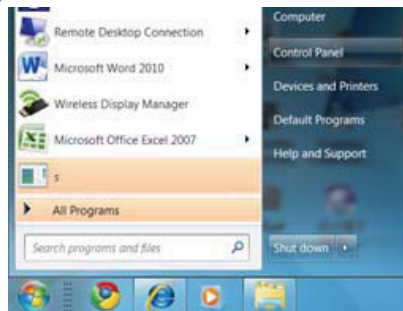 Remote Desktop Connection
Microsoft Word 2010
Wireless Display Manager
Microsoft Office Excel 2007
s
All Programs
Search programs and files
Computer
Control Panel
Devices and Printers
Default Programs
Help and Support
Shut down